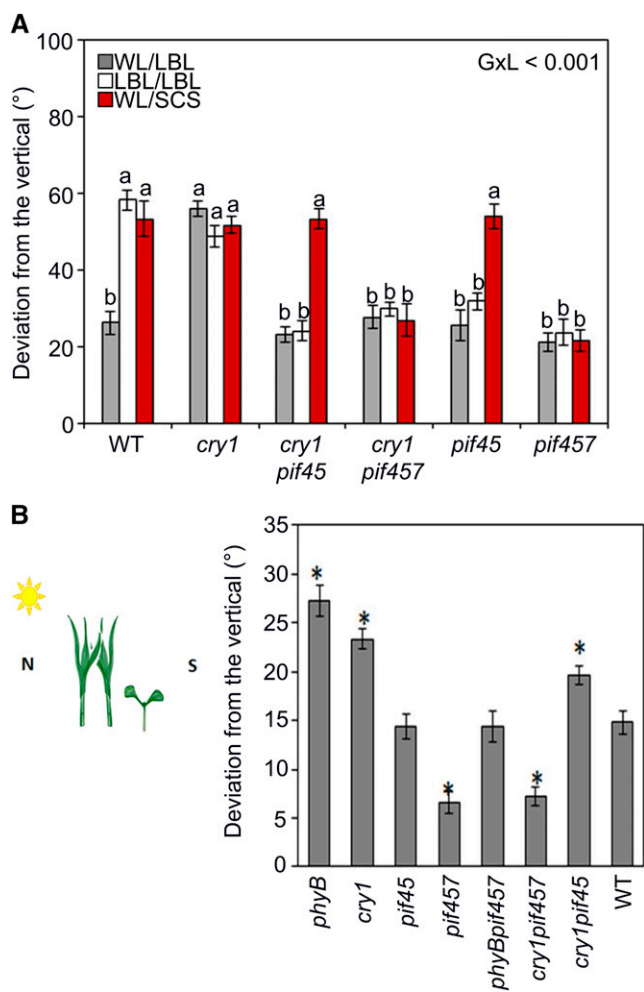 A
Deviation from the vertical (°)
100
80
60
40
20
0
WL/LBL
LBL/LBL
WL/SCS
GxL < 0.001
b a a
a a a
b b a
b b b
b b a
b b b
WT
cry1
cry1
pif45
cry1
pif457
pif45
pif457
B
N
S
Deviation from the vertical (°)
35
30
25
20
15
10
5
0
*
*
*
*
*
phyB
cry1
pif45
pif457
phyBpif457
cry1pif457
cry1pif45
WT